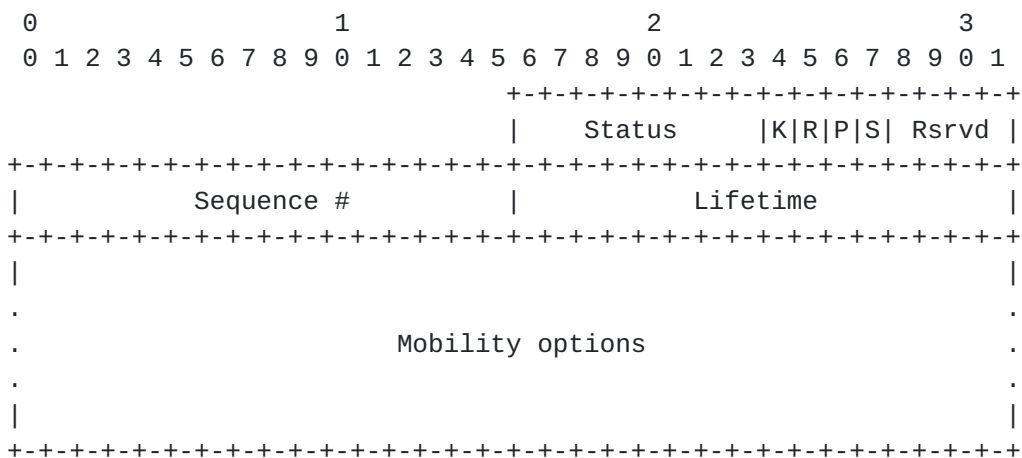 0                   1                   2                   3
 0 1 2 3 4 5 6 7 8 9 0 1 2 3 4 5 6 7 8 9 0 1 2 3 4 5 6 7 8 9 0 1
                                +-+-+-+-+-+-+-+-+-+-+-+-+-+-+-+-+
                                |    Status     |K|R|P|S| Rsrvd |
+-+-+-+-+-+-+-+-+-+-+-+-+-+-+-+-+-+-+-+-+-+-+-+-+-+-+-+-+-+-+-+-+
|           Sequence #          |           Lifetime            |
+-+-+-+-+-+-+-+-+-+-+-+-+-+-+-+-+-+-+-+-+-+-+-+-+-+-+-+-+-+-+-+-+
|                                                               |
.                                                               .
.                        Mobility options                       .
.                                                               .
|                                                               |
+-+-+-+-+-+-+-+-+-+-+-+-+-+-+-+-+-+-+-+-+-+-+-+-+-+-+-+-+-+-+-+-+